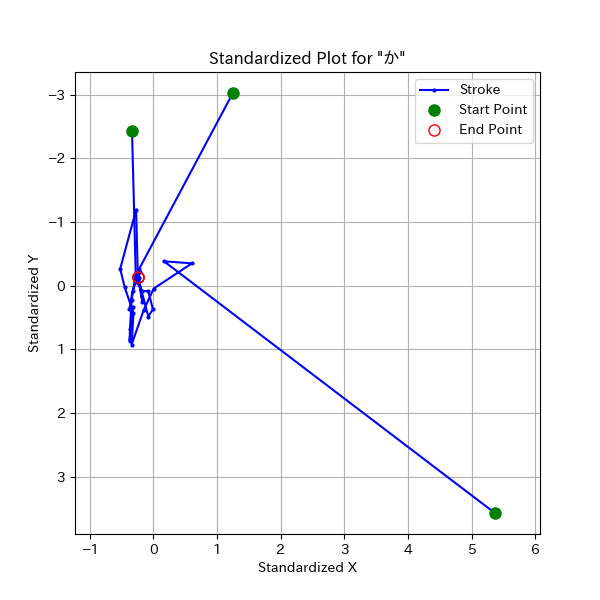 Standardized Plot for "か"
Stroke
Start Point
End Point
Standardized Y
−3
−2
−1
0
1
2
3
−1 0 1 2 3 4 5 6
Standardized X